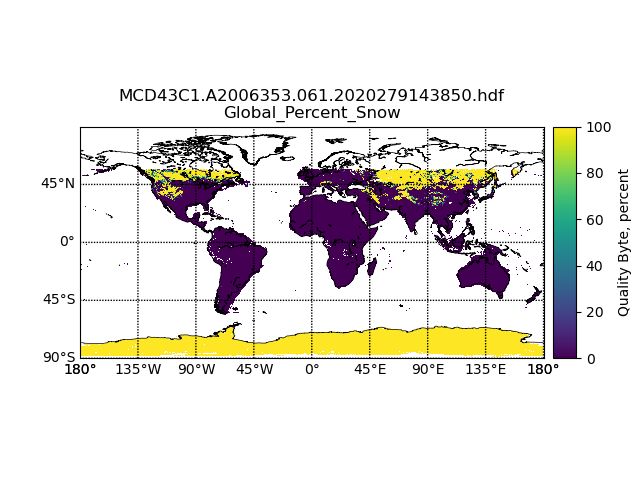 MCD43C1.A2006353.061.2020279143850.hdf
Global_Percent_Snow
45°N
0°
45°S
90°S
180° 135°W 90°W 45°W 0° 45°E 90°E 135°E 180°
100
80
60
40
20
0
Quality Byte, percent